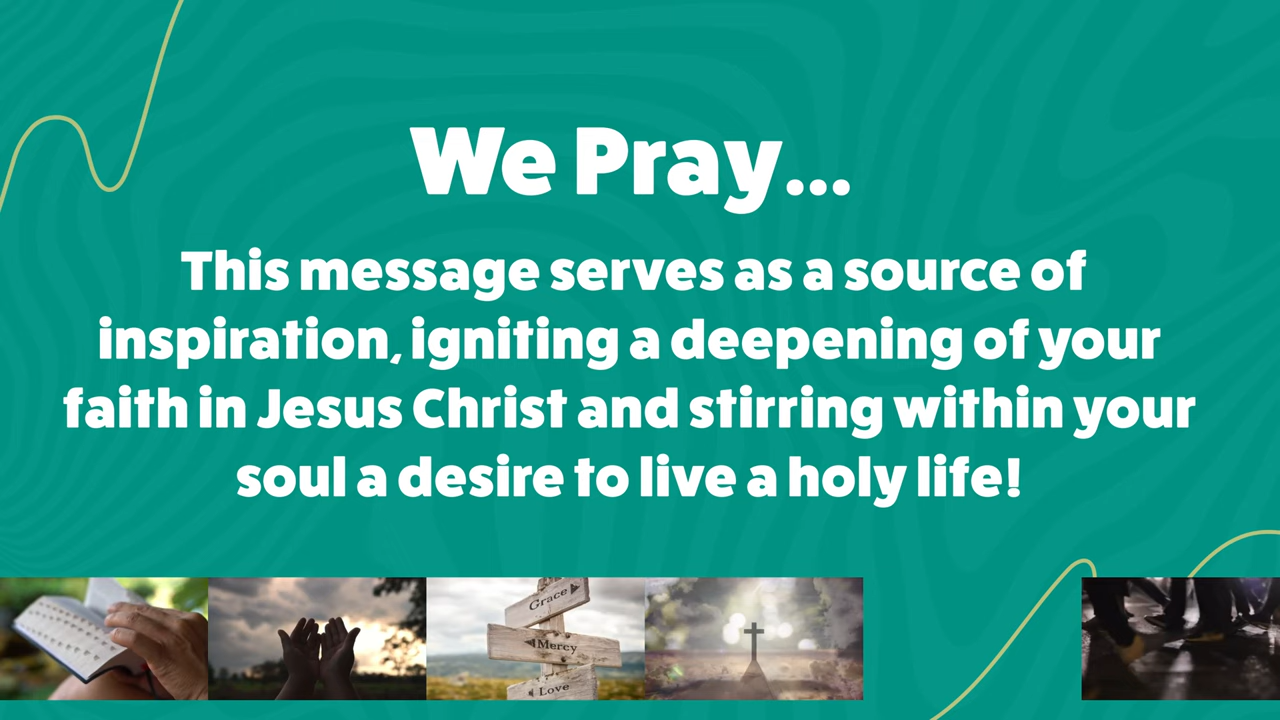 We Pray...
This message serves as a source of
inspiration, igniting a deepening of your
faith in Jesus Christ and stirring within your
soul a desire to live a holy life!
Grace
Mercy
Love